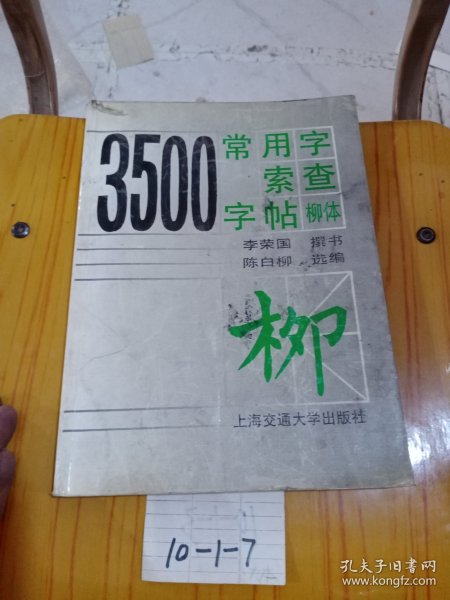 3500
常用字
索查
字帖 柳体
李荣国 撰书
陈白柳 选编
柳
上海交通大学出版社
10-1-7
孔夫子旧书网
www.kongfz.com